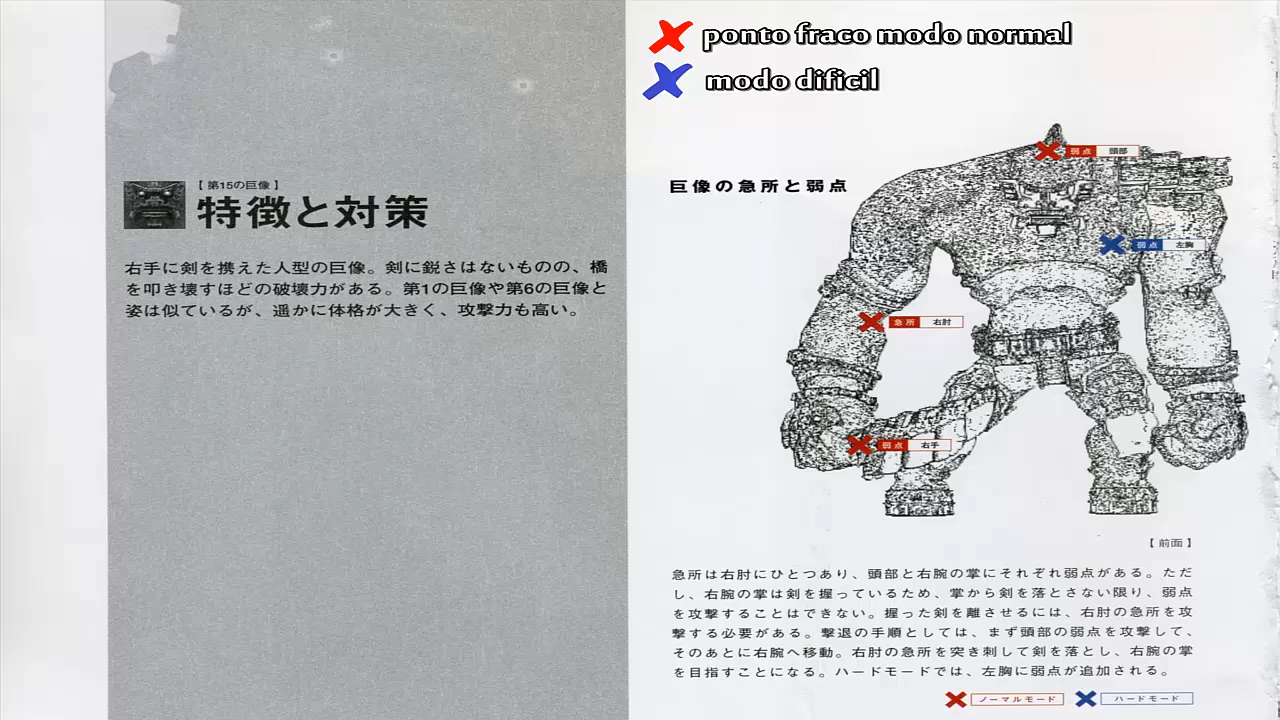 【 第15の巨像 】
特徴と対策
右手に剣を携えた人型の巨像。剣に鋭さはないものの、橋
を叩き壊すほどの破壊力がある。第1の巨像や第6の巨像と
姿は似ているが、遥かに体格が大きく、攻撃力も高い。
ponto fraco modo normal
modo dificil
巨像の急所と弱点
弱点 頭部
弱点 左胸
急所 右肘
弱点 右手
【 前面 】
急所は右肘にひとつあり、頭部と右腕の掌にそれぞれ弱点がある。ただ
し、右腕の掌は剣を握っているため、掌から剣を落とさない限り、弱点
を攻撃することはできない。握った剣を離させるには、右肘の急所を攻
撃する必要がある。撃退の手順としては、まず頭部の弱点を攻撃して、
そのあとに右腕へ移動。右肘の急所を突き刺して剣を落とし、右腕の掌
を目指すことになる。ハードモードでは、左胸に弱点が追加される。
ノーマルモード ハードモード